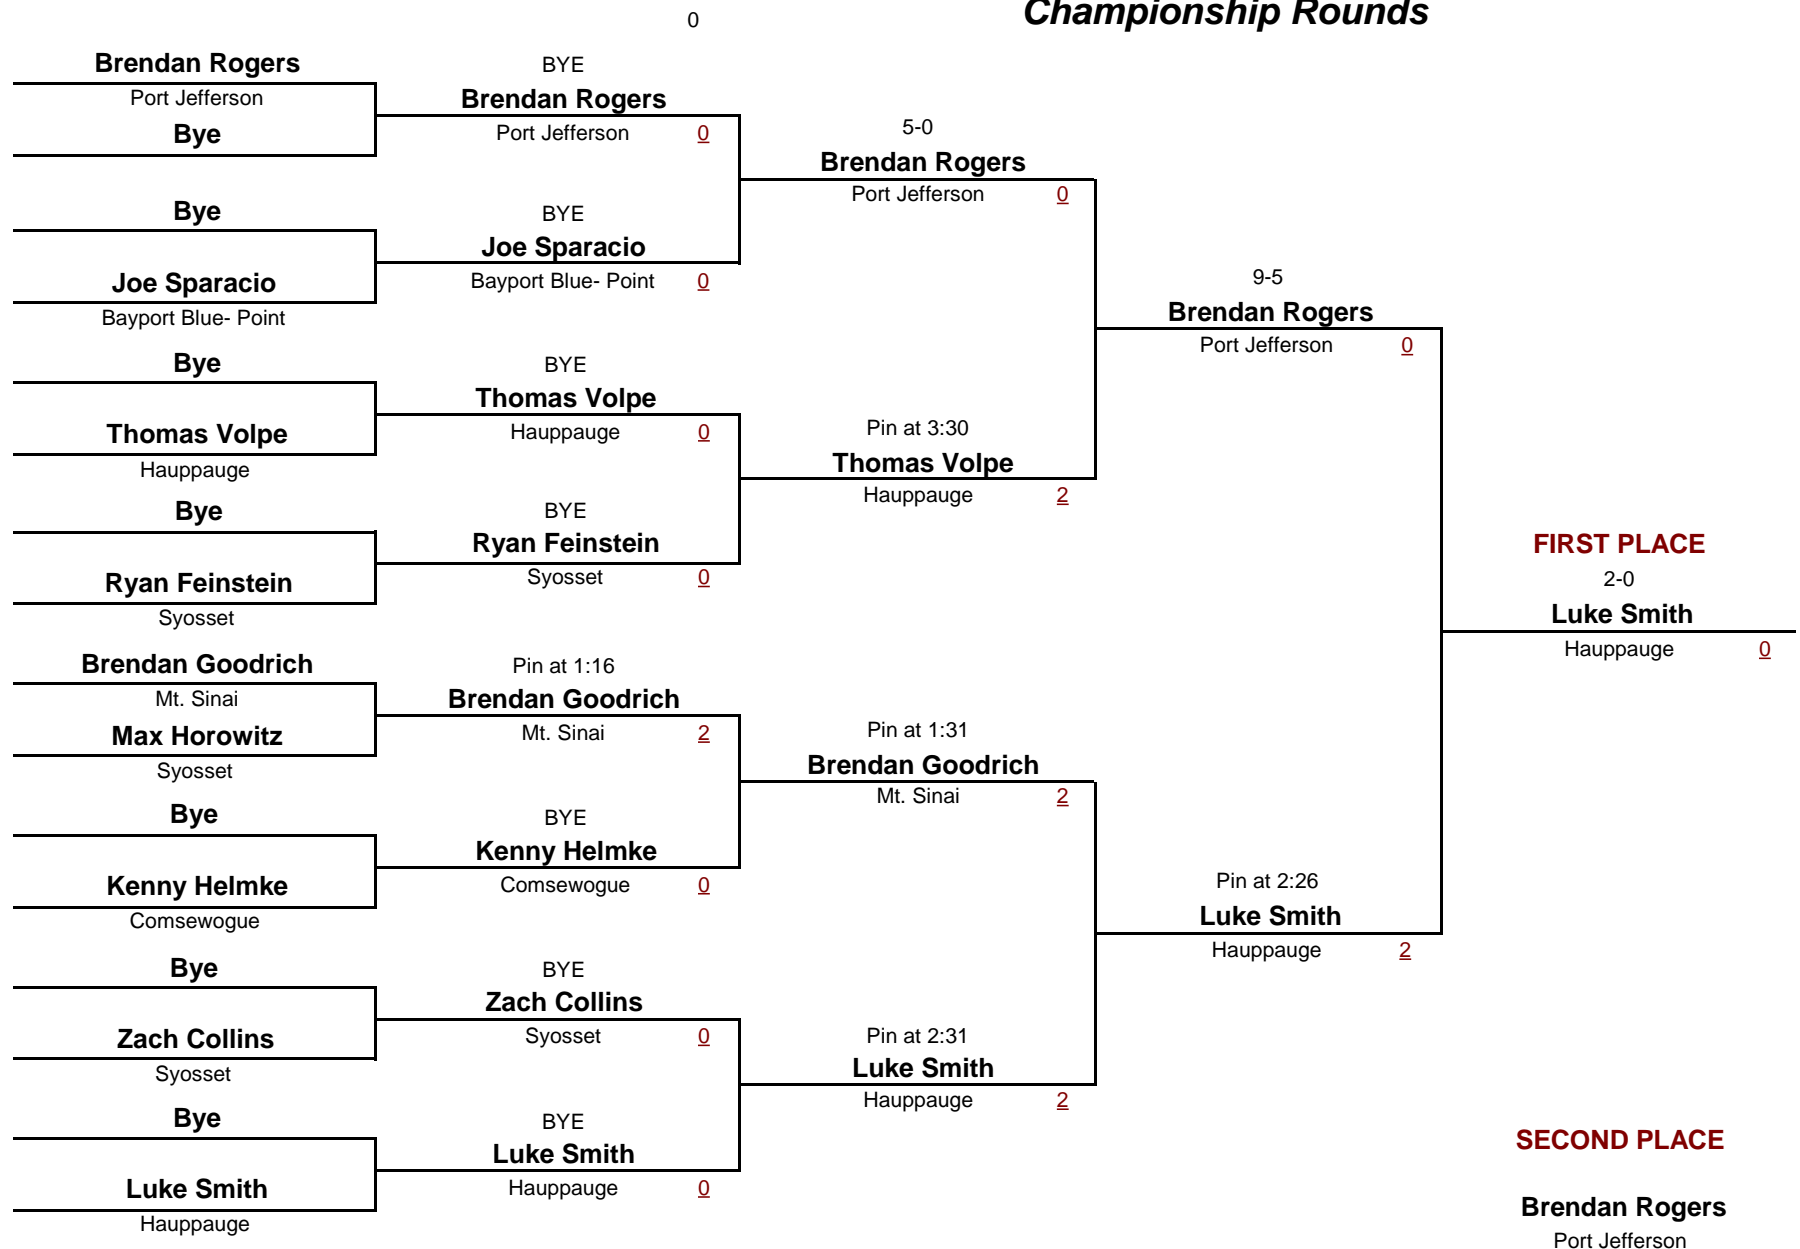 Championship Rounds
0
Brendan Rogers
Port Jefferson
Bye
Bye
Joe Sparacio
Bayport Blue- Point
Bye
Thomas Volpe
Hauppauge
Bye
Ryan Feinstein
Syosset
Brendan Goodrich
Mt. Sinai
Max Horowitz
Syosset
Bye
Kenny Helmke
Comsewogue
Bye
Zach Collins
Syosset
Bye
Luke Smith
Hauppauge
BYE
Brendan Rogers
Port Jefferson 0
BYE
Joe Sparacio
Bayport Blue- Point 0
BYE
Thomas Volpe
Hauppauge 0
BYE
Ryan Feinstein
Syosset 0
Pin at 1:16
Brendan Goodrich
Mt. Sinai 2
BYE
Kenny Helmke
Comsewogue 0
BYE
Zach Collins
Syosset 0
BYE
Luke Smith
Hauppauge 0
5-0
Brendan Rogers
Port Jefferson 0
Pin at 3:30
Thomas Volpe
Hauppauge 2
Pin at 1:31
Brendan Goodrich
Mt. Sinai 2
Pin at 2:31
Luke Smith
Hauppauge 2
9-5
Brendan Rogers
Port Jefferson 0
Pin at 2:26
Luke Smith
Hauppauge 2
FIRST PLACE
2-0
Luke Smith
Hauppauge 0
SECOND PLACE
Brendan Rogers
Port Jefferson